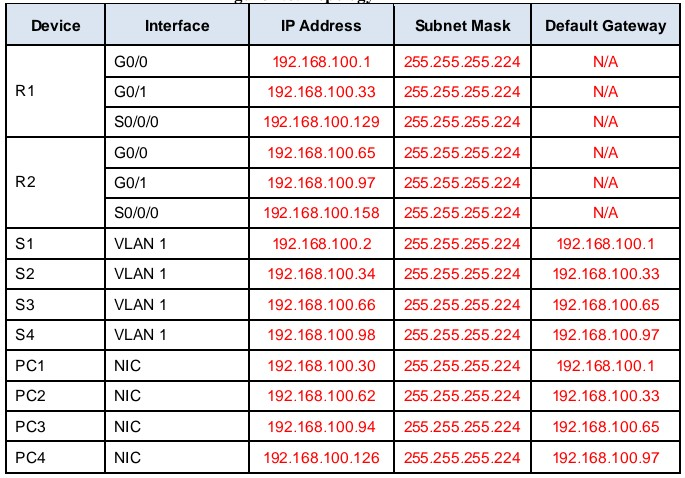 Device Interface IP Address Subnet Mask Default Gateway
R1 G0/0 192.168.100.1 255.255.255.224 N/A
G0/1 192.168.100.33 255.255.255.224 N/A
S0/0/0 192.168.100.129 255.255.255.224 N/A
R2 G0/0 192.168.100.65 255.255.255.224 N/A
G0/1 192.168.100.97 255.255.255.224 N/A
S0/0/0 192.168.100.158 255.255.255.224 N/A
S1 VLAN 1 192.168.100.2 255.255.255.224 192.168.100.1
S2 VLAN 1 192.168.100.34 255.255.255.224 192.168.100.33
S3 VLAN 1 192.168.100.66 255.255.255.224 192.168.100.65
S4 VLAN 1 192.168.100.98 255.255.255.224 192.168.100.97
PC1 NIC 192.168.100.30 255.255.255.224 192.168.100.1
PC2 NIC 192.168.100.62 255.255.255.224 192.168.100.33
PC3 NIC 192.168.100.94 255.255.255.224 192.168.100.65
PC4 NIC 192.168.100.126 255.255.255.224 192.168.100.97